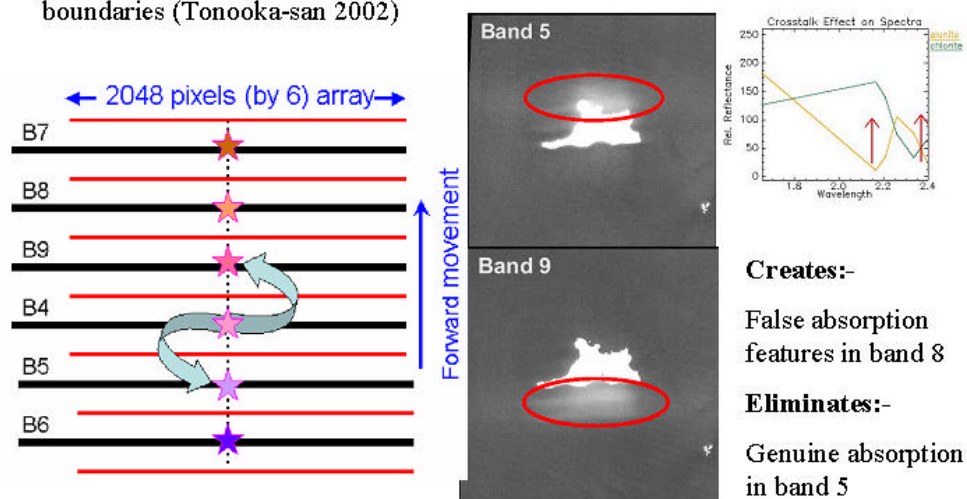 boundaries (Tonooka-san 2002)
2048 pixels (by 6) array
B7
B8
B9
B4
B5
B6
Forward movement
Band 5
Band 9
Crosstalk Effect on Spectra
alunite
chlorite
Rel. Reflectance
250
200
150
100
50
0
1.8
2.0
2.2
2.4
Wavelength
Creates:-
False absorption
features in band 8
Eliminates:-
Genuine absorption
in band 5